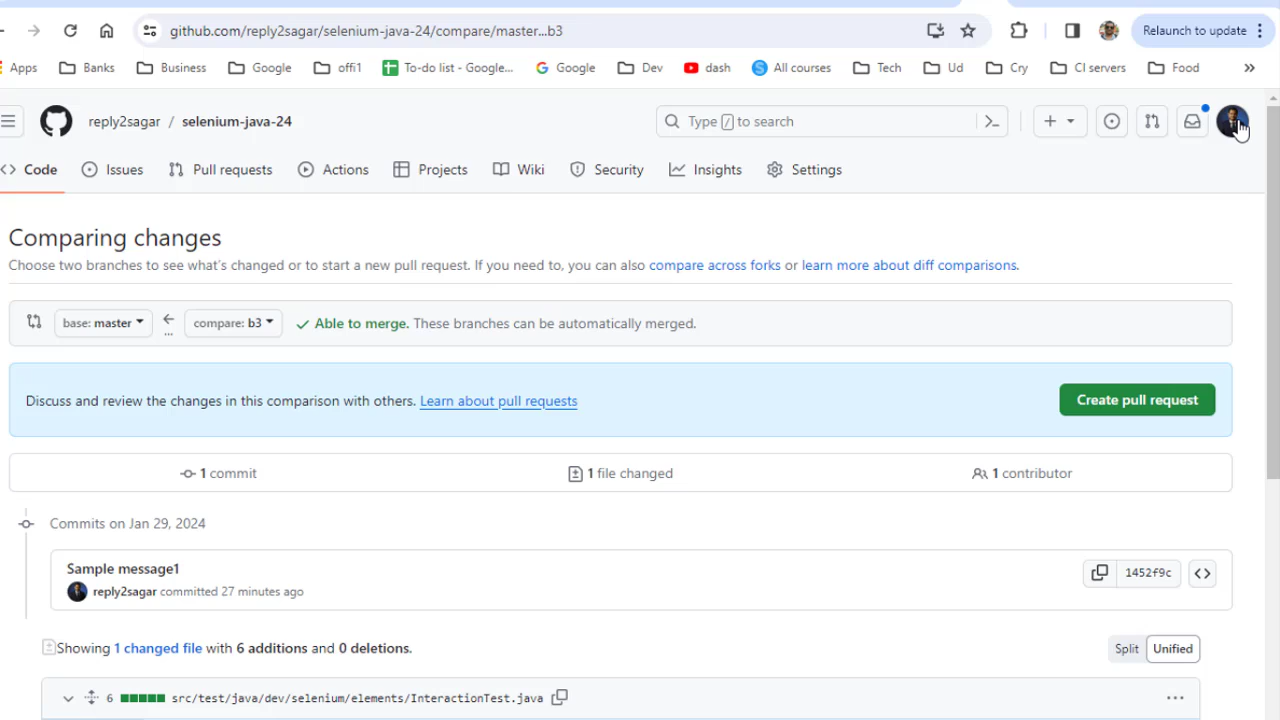 github.com/reply2sagar/selenium-java-24/compare/master...b3
Relaunch to update
Apps Banks Business Google offi1 To-do list - Google... Google Dev dash All courses Tech Ud Cry CI servers Food »
reply2sagar / selenium-java-24
Type / to search
Code Issues Pull requests Actions Projects Wiki Security Insights Settings
Comparing changes
Choose two branches to see what's changed or to start a new pull request. If you need to, you can also compare across forks or learn more about diff comparisons.
base: master ... compare: b3 Able to merge. These branches can be automatically merged.
Discuss and review the changes in this comparison with others. Learn about pull requests
Create pull request
1 commit 1 file changed 1 contributor
Commits on Jan 29, 2024
Sample message1
1452f9c
reply2sagar committed 27 minutes ago
Showing 1 changed file with 6 additions and 0 deletions.
Split Unified
6 src/test/java/dev/selenium/elements/InteractionTest.java